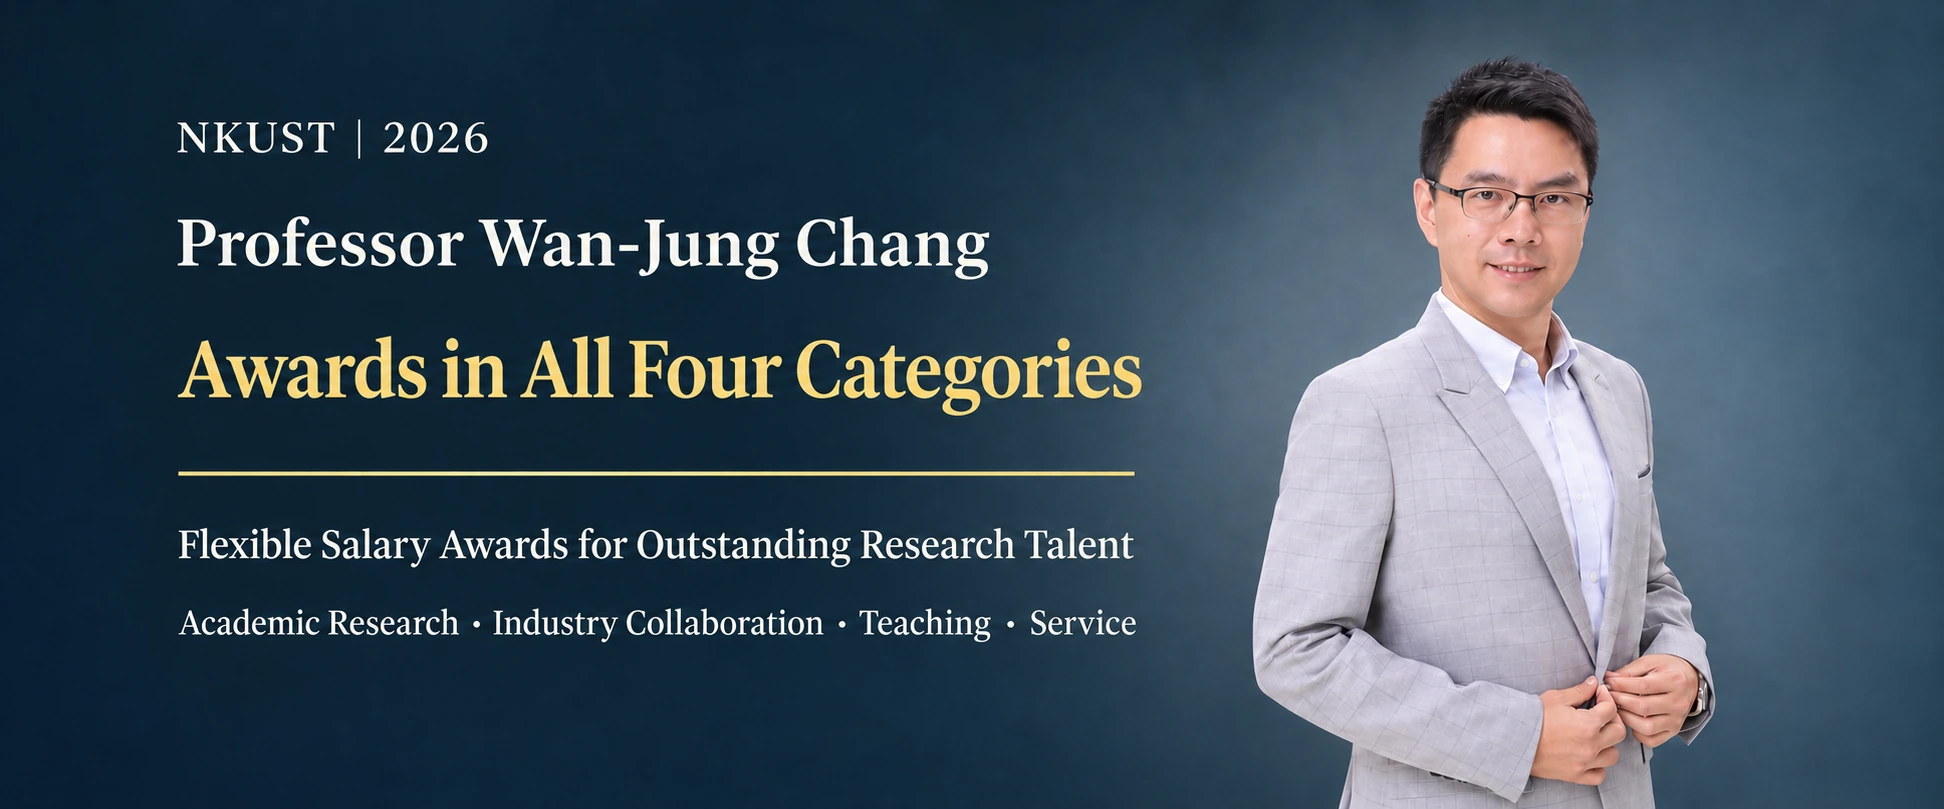 NKUST | 2026
Professor Wan-Jung Chang
Awards in All Four Categories
Flexible Salary Awards for Outstanding Research Talent
Academic Research • Industry Collaboration • Teaching • Service